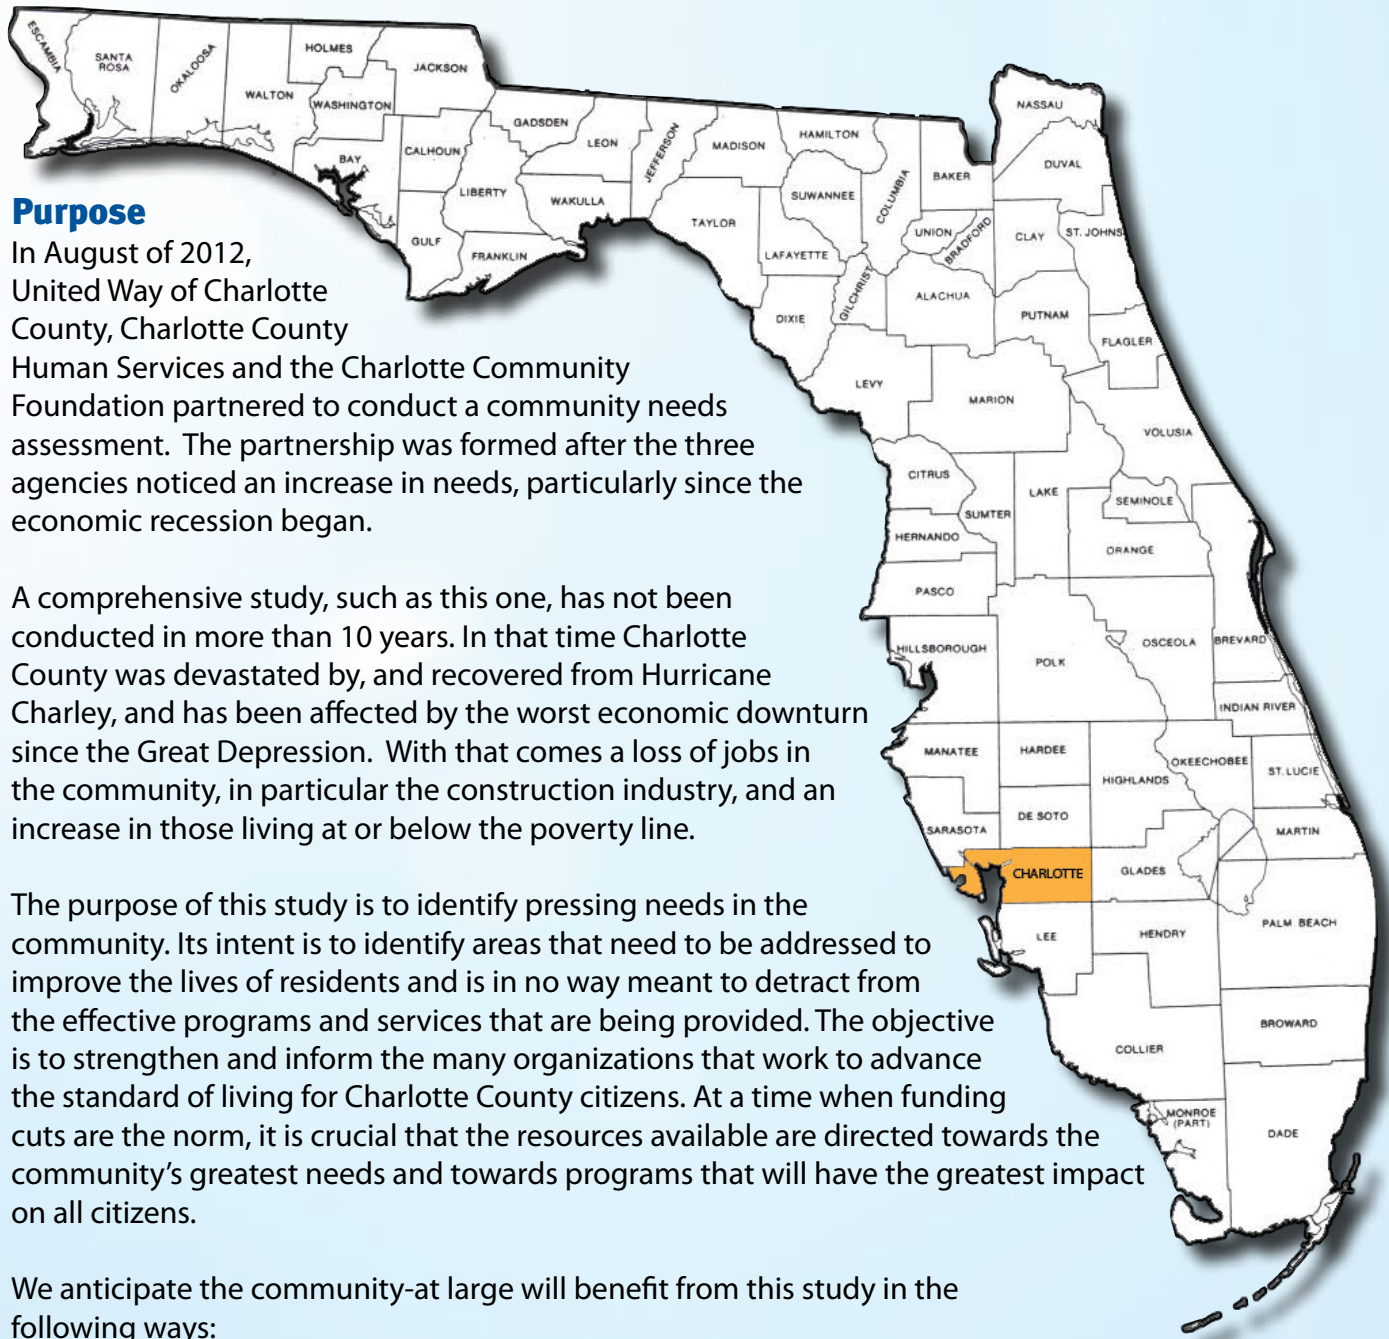 ESCAMBIA
SANTA
ROSA
OKALOOSA
WALTON
HOLMES
WASHINGTON
JACKSON
BAY
CALHOUN
GULF
LIBERTY
GADSDEN
FRANKLIN
LEON
WAKULLA
JEFFERSON
MADISON
TAYLOR
HAMILTON
SUWANNEE
LAFAYETTE
DIXIE
COLUMBIA
GILCHRIST
BAKER
UNION
BRADFORD
ALACHUA
LEVY
NASSAU
DUVAL
CLAY
ST. JOHNS
PUTNAM
FLAGLER
MARION
VOLUSIA
CITRUS
SUMTER
LAKE
SEMINOLE
HERNANDO
ORANGE
PASCO
HILLSBOROUGH
POLK
OSCEOLA
BREVARD
INDIAN RIVER
MANATEE
HARDEE
HIGHLANDS
OKEECHOBEE
ST. LUCIE
SARASOTA
DE SOTO
MARTIN
CHARLOTTE
GLADES
LEE
HENDRY
PALM BEACH
COLLIER
BROWARD
MONROE
(PART)
DADE
Purpose
In August of 2012,
United Way of Charlotte
County, Charlotte County
Human Services and the Charlotte Community
Foundation partnered to conduct a community needs
assessment. The partnership was formed after the three
agencies noticed an increase in needs, particularly since the
economic recession began.
A comprehensive study, such as this one, has not been
conducted in more than 10 years. In that time Charlotte
County was devastated by, and recovered from Hurricane
Charley, and has been affected by the worst economic downturn
since the Great Depression. With that comes a loss of jobs in
the community, in particular the construction industry, and an
increase in those living at or below the poverty line.
The purpose of this study is to identify pressing needs in the
community. Its intent is to identify areas that need to be addressed to
improve the lives of residents and is in no way meant to detract from
the effective programs and services that are being provided. The objective
is to strengthen and inform the many organizations that work to advance
the standard of living for Charlotte County citizens. At a time when funding
cuts are the norm, it is crucial that the resources available are directed towards the
community's greatest needs and towards programs that will have the greatest impact
on all citizens.
We anticipate the community-at large will benefit from this study in the
following ways: